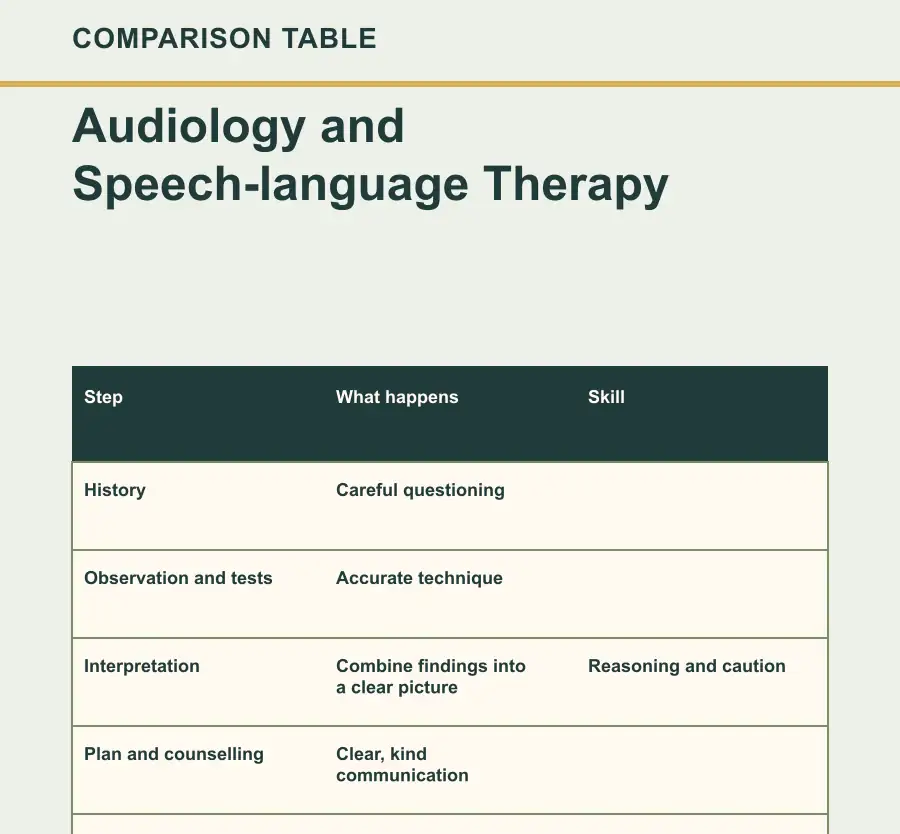 COMPARISON TABLE
Audiology and
Speech-language Therapy
Step What happens Skill
History Careful questioning
Observation and tests Accurate technique
Interpretation Combine findings into Reasoning and caution
a clear picture
Plan and counselling Clear, kind
communication